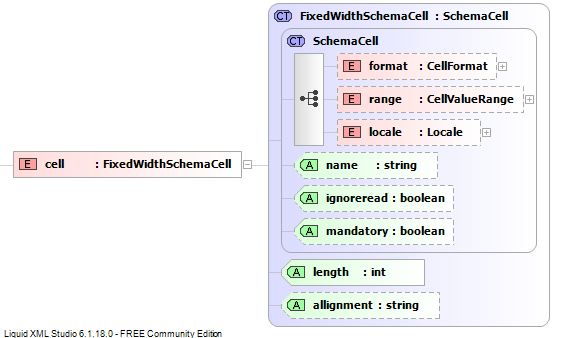 CT FixedWidthSchemaCell : SchemaCell
CT SchemaCell
E format : CellFormat
E range : CellValueRange
E locale : Locale
E cell : FixedWidthSchemaCell
A name : string
A ignoreread : boolean
A mandatory : boolean
A length : int
A allignment : string
Liquid XML Studio 6.1.18.0 - FREE Community Edition